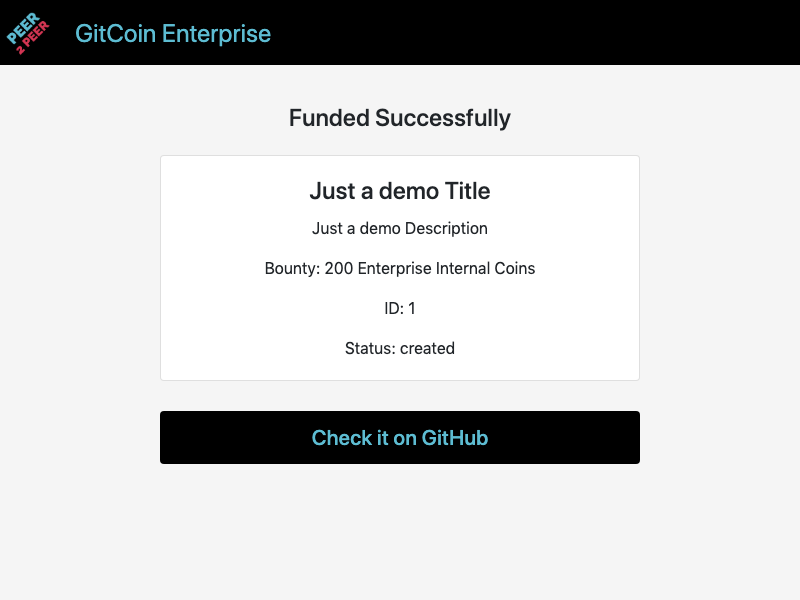 PEER
2 PEER
GitCoin Enterprise
Funded Successfully
Just a demo Title
Just a demo Description
Bounty: 200 Enterprise Internal Coins
ID: 1
Status: created
Check it on GitHub